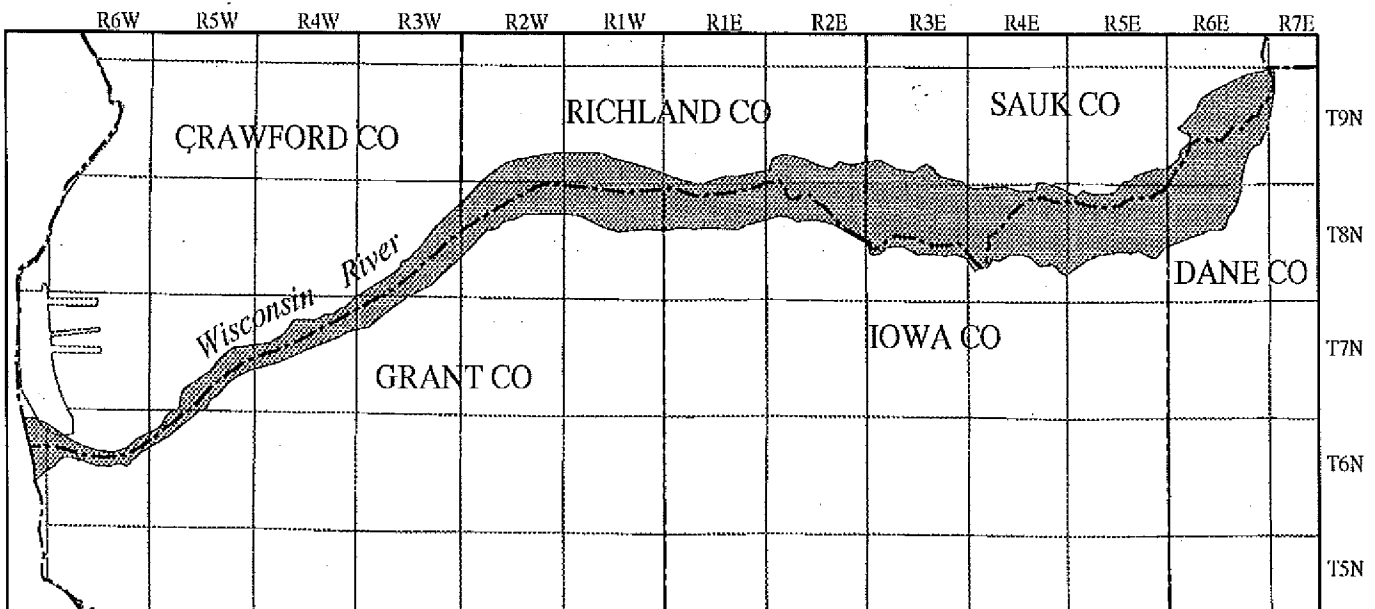 R6W R5W R4W R3W R2W R1W R1E R2E R3E R4E R5E R6E R7E
RICHLAND CO
SAUK CO
T9N
CRAWFORD CO
T8N
Wisconsin River
DANE CO
IOWA CO
T7N
GRANT CO
T6N
T5N